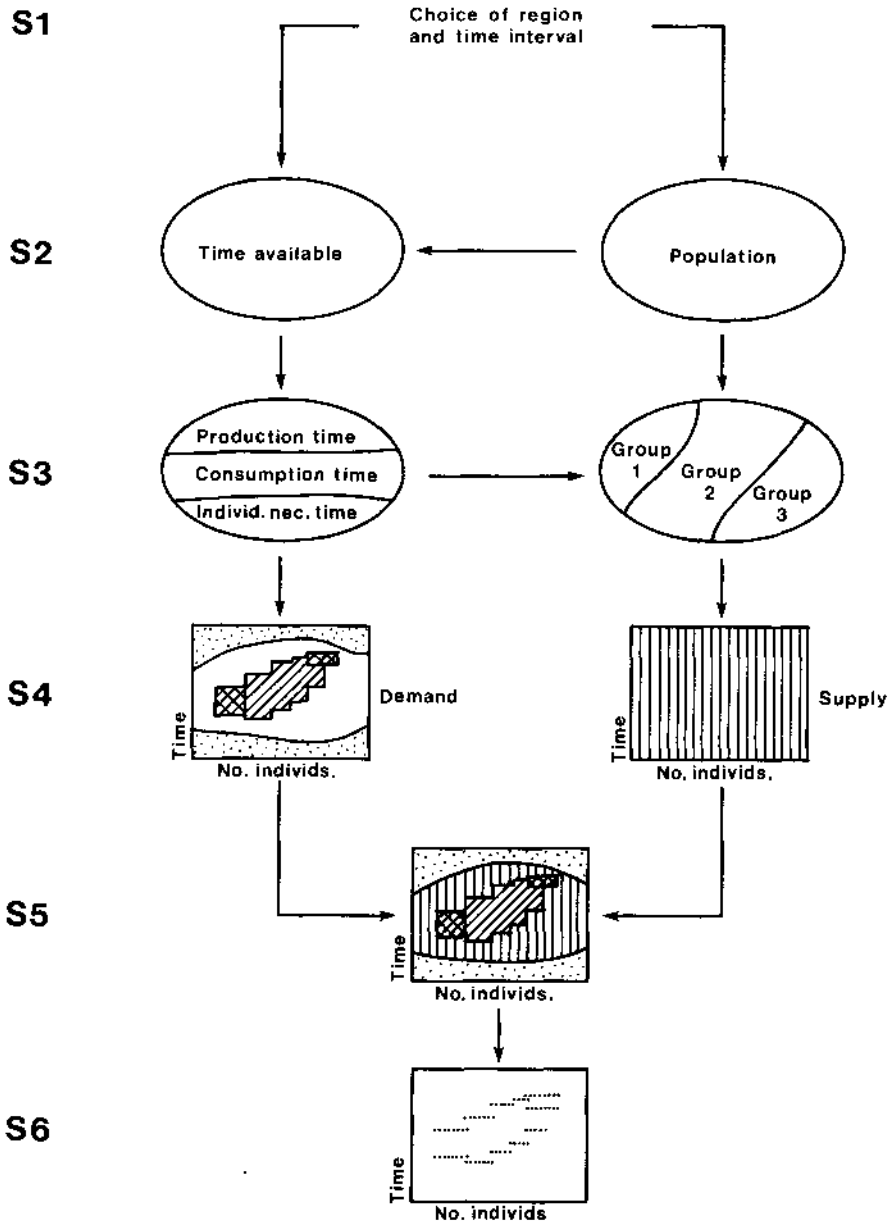 S1
Choice of region
and time interval
S2
Time available
Population
S3
Production time
Consumption time
Individ. nec. time
Group
1
Group
2
Group
3
S4
Time
No. individs.
Demand
Time
No. individs.
Supply
S5
Time
No. individs.
S6
Time
No. individs